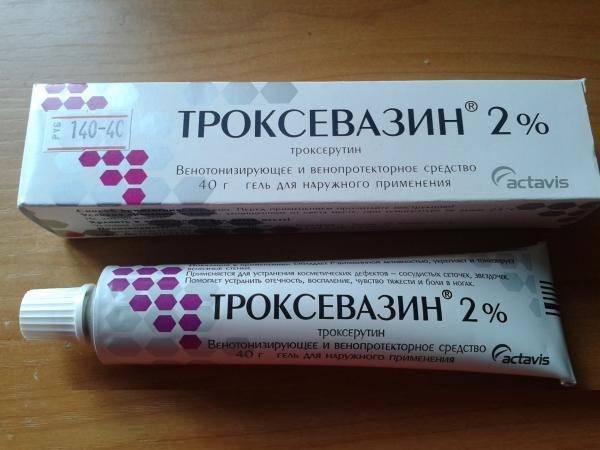 РУБ 140-40
ТРОКСЕВАЗИН® 2%
троксерутин
Венотонизирующее и венопротекторное средство
40 г гель для наружного применения
actavis
Применяется для устранения косметических дефектов – сосудистых сеточек, звездочек.
Помогает устранить отечность, воспаление, чувство тяжести и боли в ногах.
ТРОКСЕВАЗИН® 2%
троксерутин
Венотонизирующее и венопротекторное средство
40 г гель для наружного применения
actavis